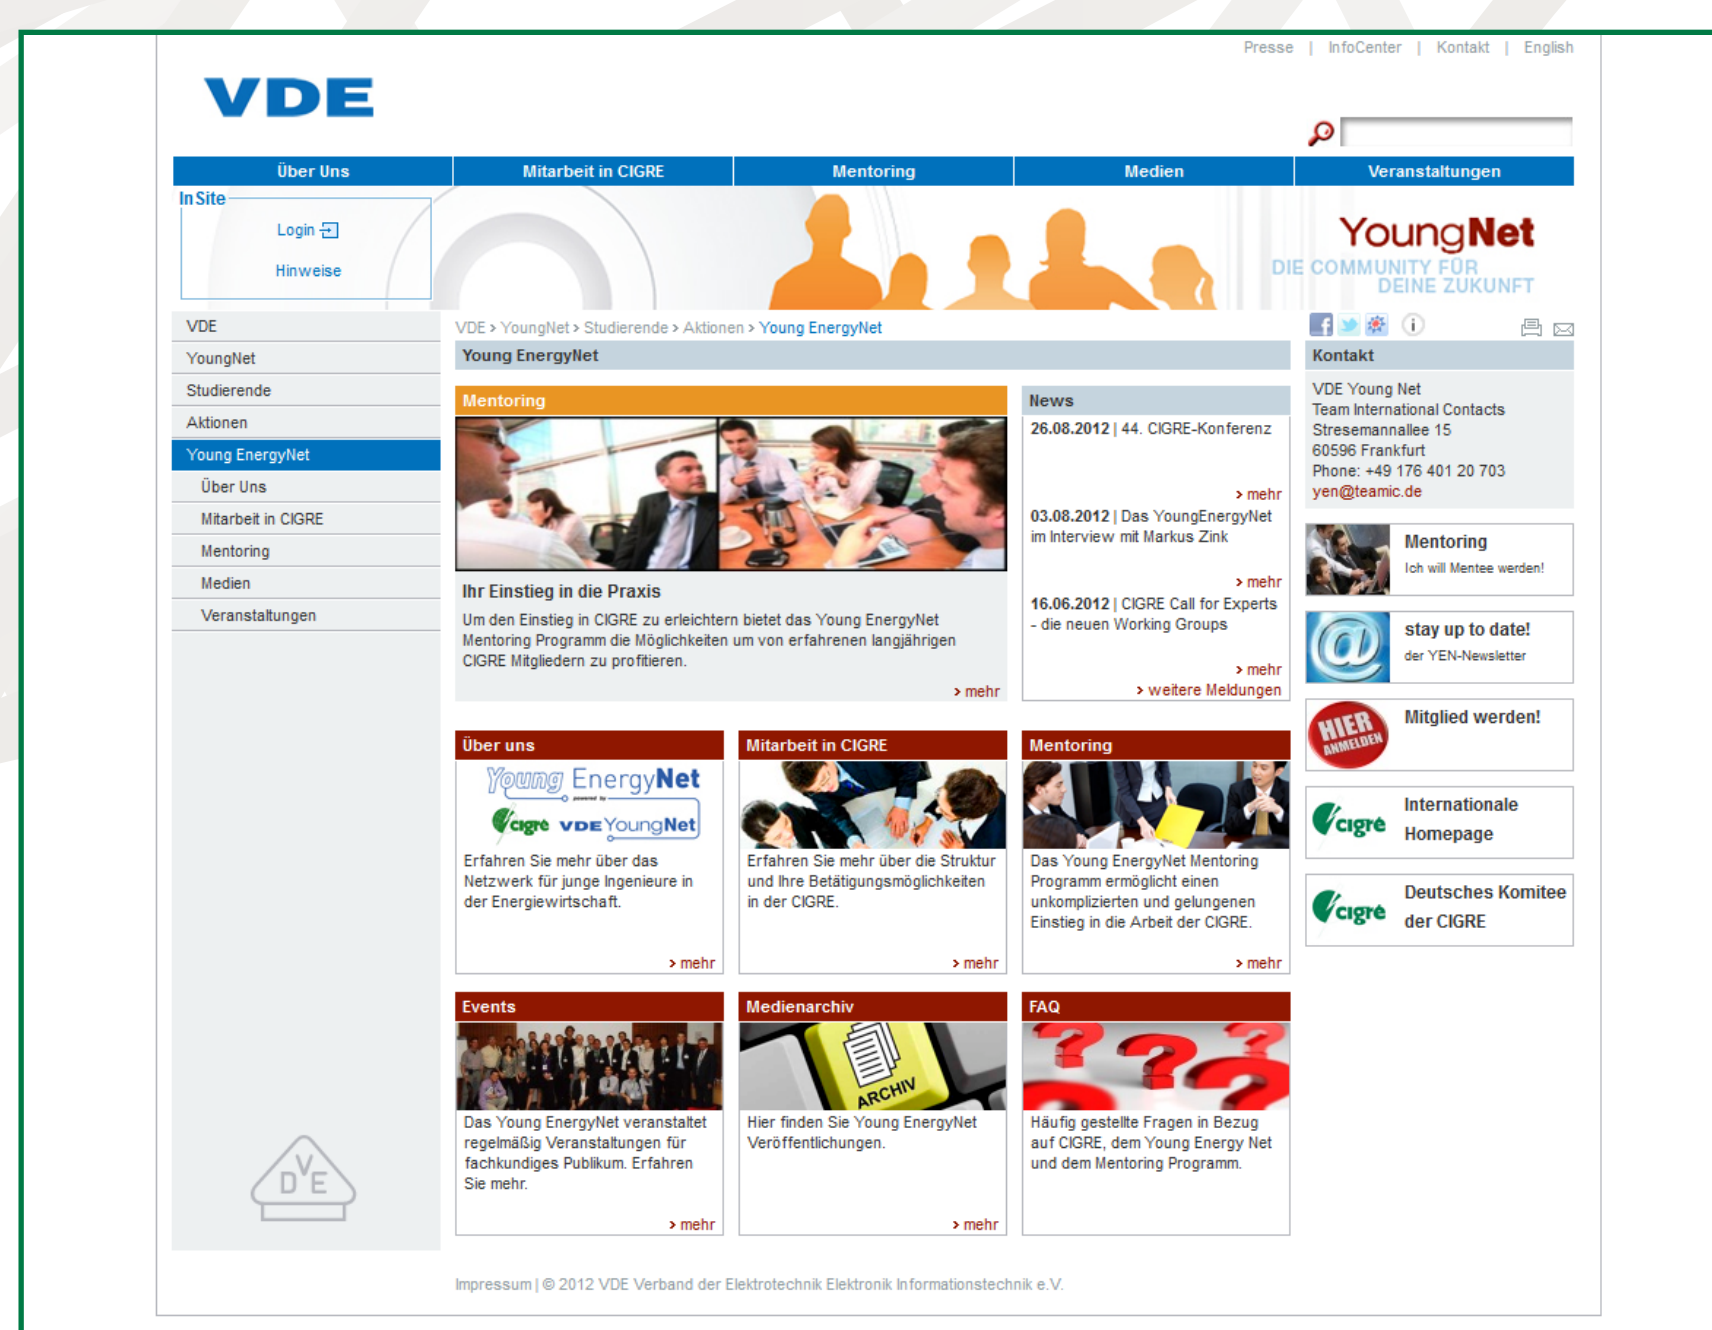 Presse | InfoCenter | Kontakt | English
VDE
Über Uns
Mitarbeit in CIGRE
Mentoring
Medien
Veranstaltungen
InSite
Login
Hinweise
YoungNet
DIE COMMUNITY FÜR
DEINE ZUKUNFT
VDE
YoungNet
Studierende
Aktionen
Young EnergyNet
Über Uns
Mitarbeit in CIGRE
Mentoring
Medien
Veranstaltungen
DVE
VDE > YoungNet > Studierende > Aktionen > Young EnergyNet
Young EnergyNet
Mentoring
Ihr Einstieg in die Praxis
Um den Einstieg in CIGRE zu erleichtern bietet das Young EnergyNet
Mentoring Programm die Möglichkeiten um von erfahrenen langjährigen
CIGRE Mitgliedern zu profitieren.
> mehr
News
26.08.2012 | 44. CIGRE-Konferenz
> mehr
03.08.2012 | Das YoungEnergyNet
im Interview mit Markus Zink
> mehr
16.06.2012 | CIGRE Call for Experts
- die neuen Working Groups
> mehr
> weitere Meldungen
Über uns
Young EnergyNet
powered by
cigre VDE YoungNet
Erfahren Sie mehr über das
Netzwerk für junge Ingenieure in
der Energiewirtschaft.
> mehr
Mitarbeit in CIGRE
Erfahren Sie mehr über die Struktur
und Ihre Betätigungsmöglichkeiten
in der CIGRE.
> mehr
Mentoring
Das Young EnergyNet Mentoring
Programm ermöglicht einen
unkomplizierten und gelungenen
Einstieg in die Arbeit der CIGRE.
> mehr
Events
Das Young EnergyNet veranstaltet
regelmäßig Veranstaltungen für
fachkundiges Publikum. Erfahren
Sie mehr.
> mehr
Medienarchiv
ARCHIV
Hier finden Sie Young EnergyNet
Veröffentlichungen.
> mehr
FAQ
???
Häufig gestellte Fragen in Bezug
auf CIGRE, dem Young Energy Net
und dem Mentoring Programm.
Kontakt
VDE Young Net
Team International Contacts
Stresemannallee 15
60596 Frankfurt
Phone: +49 176 401 20 703
yen@teamic.de
Mentoring
Ich will Mentee werden!
@
stay up to date!
der YEN-Newsletter
HIER
ANMELDEN
Mitglied werden!
cigre
Internationale
Homepage
cigre
Deutsches Komitee
der CIGRE
Impressum | © 2012 VDE Verband der Elektrotechnik Elektronik Informationstechnik e.V.